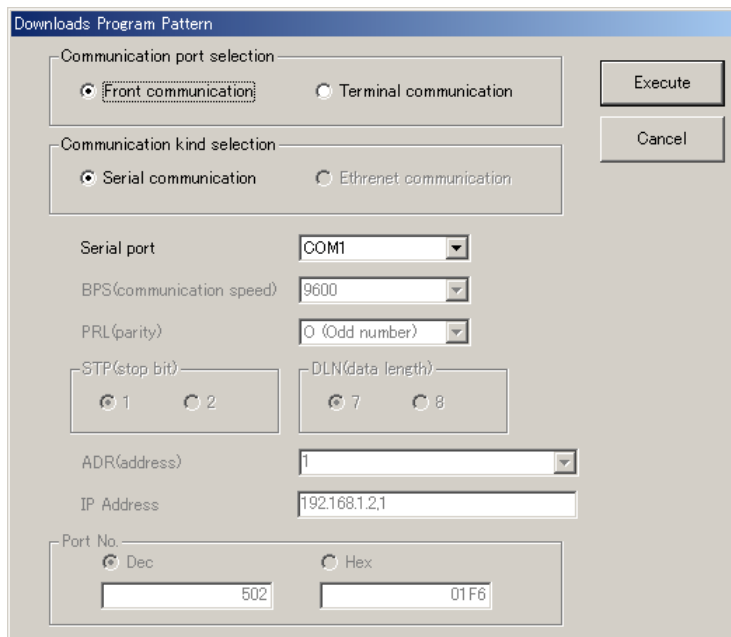 Downloads Program Pattern
Communication port selection
Front communication Terminal communication
Execute
Communication kind selection
Cancel
Serial communication Ethrenet communication
Serial port COM1
BPS(communication speed) 9600
PRL(parity) O (Odd number)
STP(stop bit) DLN(data length)
1 2 7 8
ADR(address) 1
IP Address 192.168.1.2,1
Port No.
Dec Hex
502 01F6